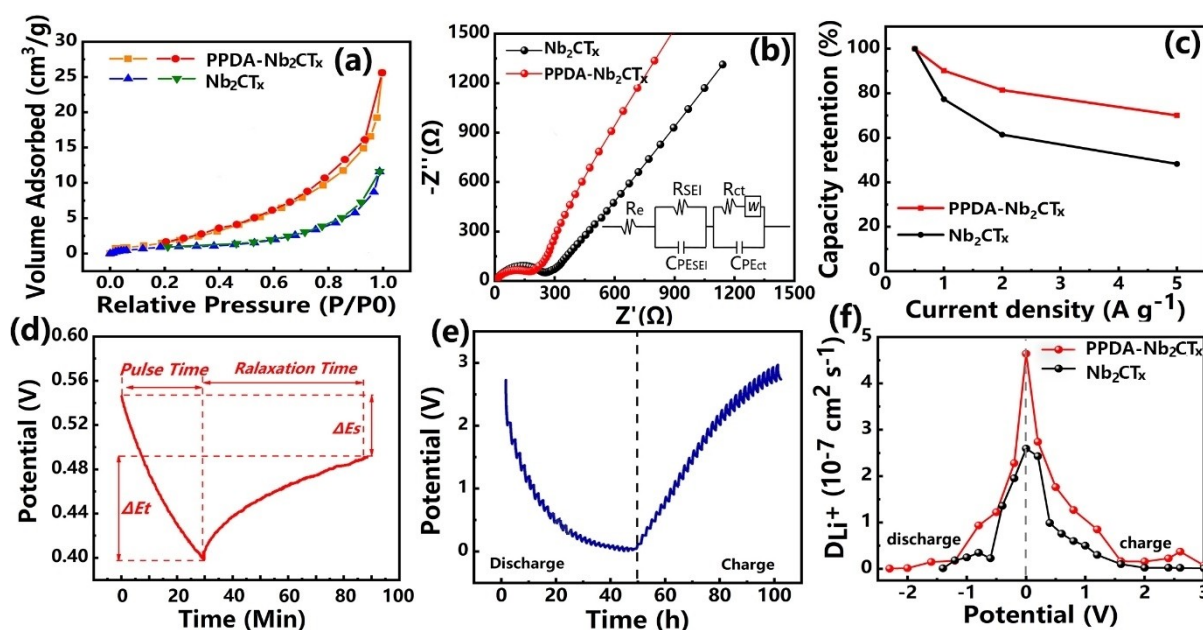 (a)
PPDA-Nb₂CTx
Nb₂CTx
Volume Adsorbed (cm³/g)
30
25
20
15
10
5
0
0.0 0.2 0.4 0.6 0.8 1.0
Relative Pressure (P/P0)
(b)
Nb₂CTx
PPDA-Nb₂CTx
-Z''(Ω)
1500
1200
900
600
300
0
Re
RSEI
CPESEI
Rct
W
CPEct
0 300 600 900 1200 1500
Z'(Ω)
(c)
Capacity retention (%)
100
80
60
40
20
0
PPDA-Nb₂CTx
Nb₂CTx
1 2 3 4 5
Current density (A g⁻¹)
(d)
Potential (V)
0.60
0.56
0.52
0.48
0.44
0.40
Pulse Time
Ralaxation Time
ΔEs
ΔEt
0 20 40 60 80 100
Time (Min)
(e)
Potential (V)
3
2
1
0
Discharge
Charge
0 20 40 60 80 100
Time (h)
(f)
PPDA-Nb₂CTx
Nb₂CTx
DLi⁺ (10⁻⁷ cm² s⁻¹)
5
4
3
2
1
0
discharge
charge
-2 -1 0 1 2 3
Potential (V)